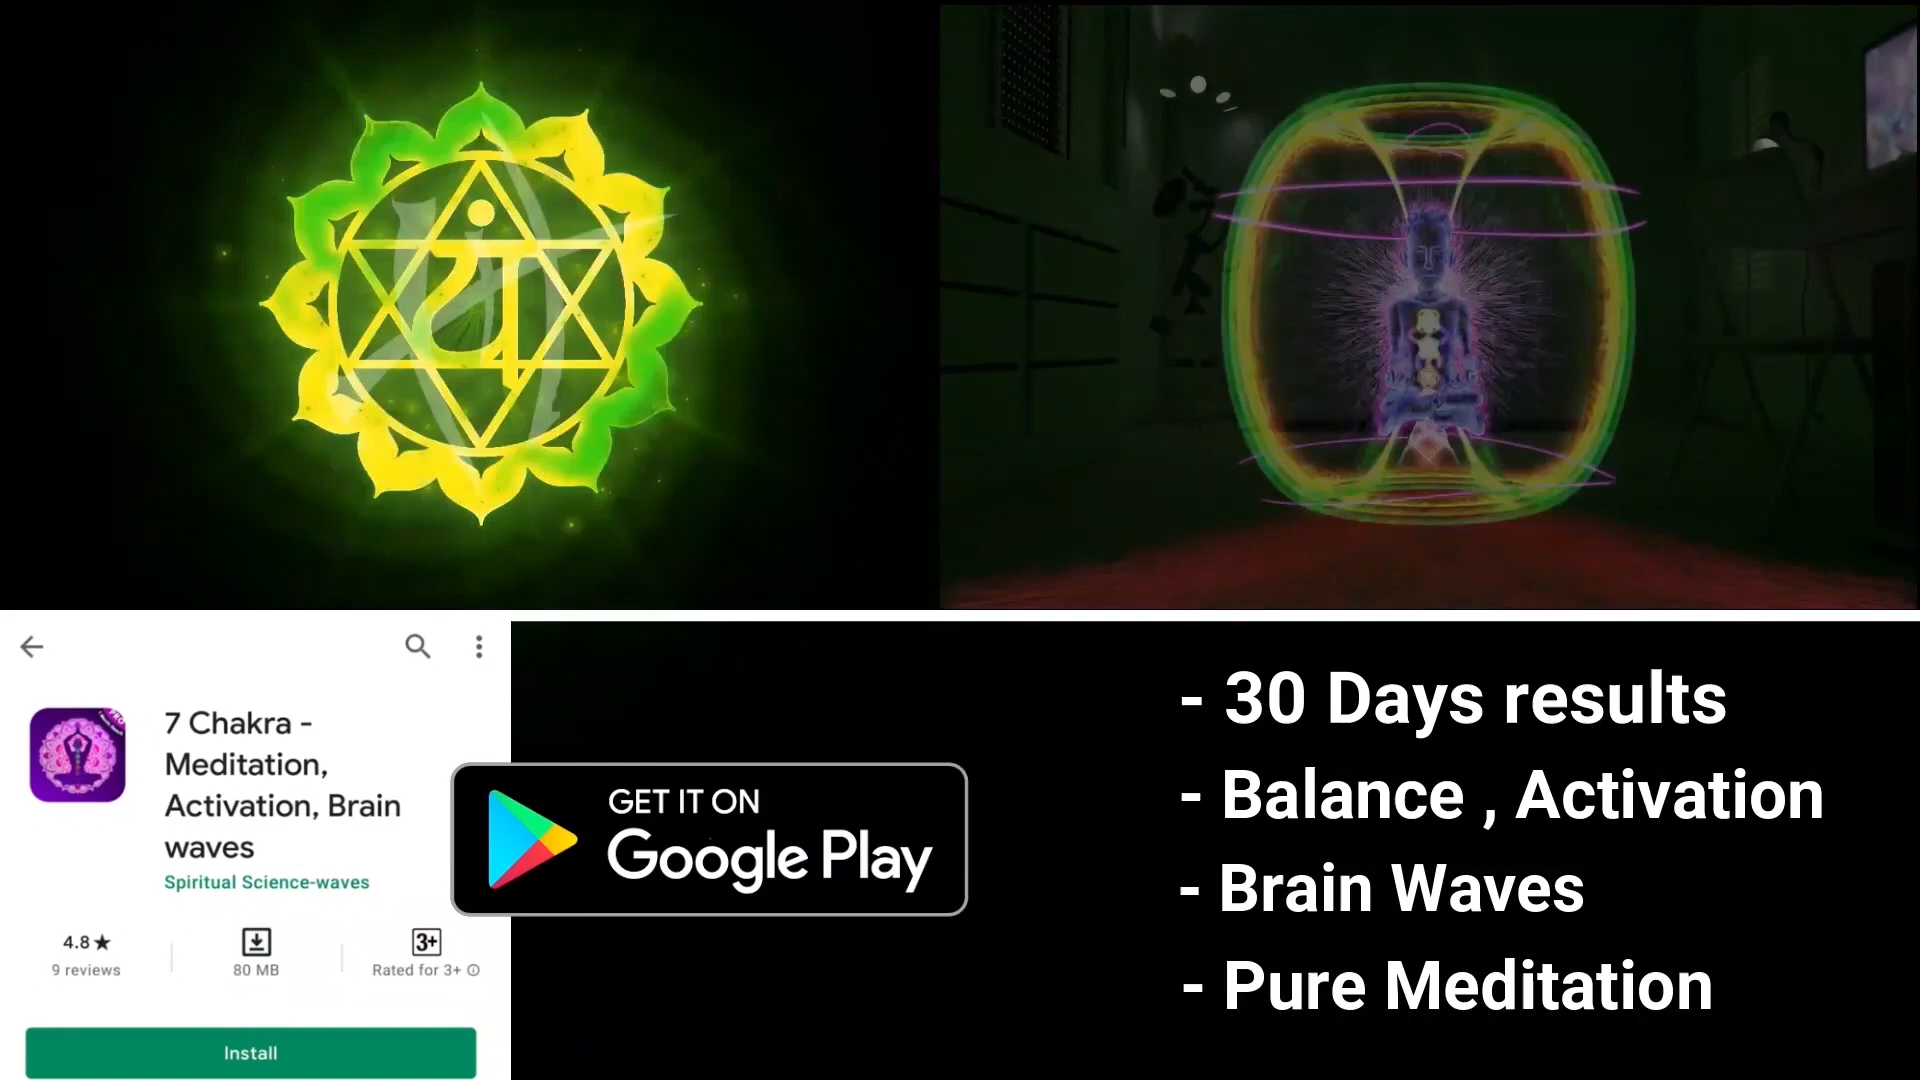 यं
7 Chakra -
Meditation,
Activation, Brain
waves
Spiritual Science-waves
4.8★
9 reviews
80 MB
3+
Rated for 3+
Install
GET IT ON
Google Play
- 30 Days results
- Balance , Activation
- Brain Waves
- Pure Meditation